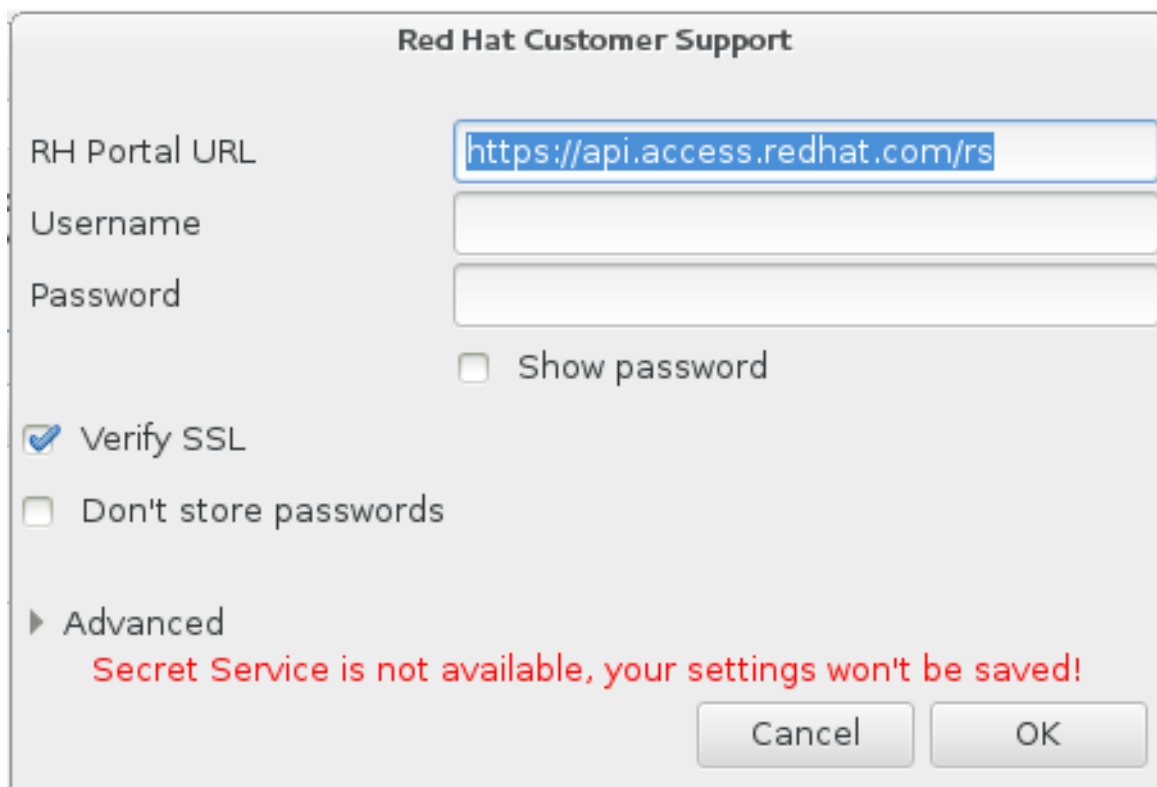 Red Hat Customer Support
RH Portal URL https://api.access.redhat.com/rs
Username
Password
Show password
Verify SSL
Don't store passwords
Advanced
Secret Service is not available, your settings won't be saved!
Cancel OK